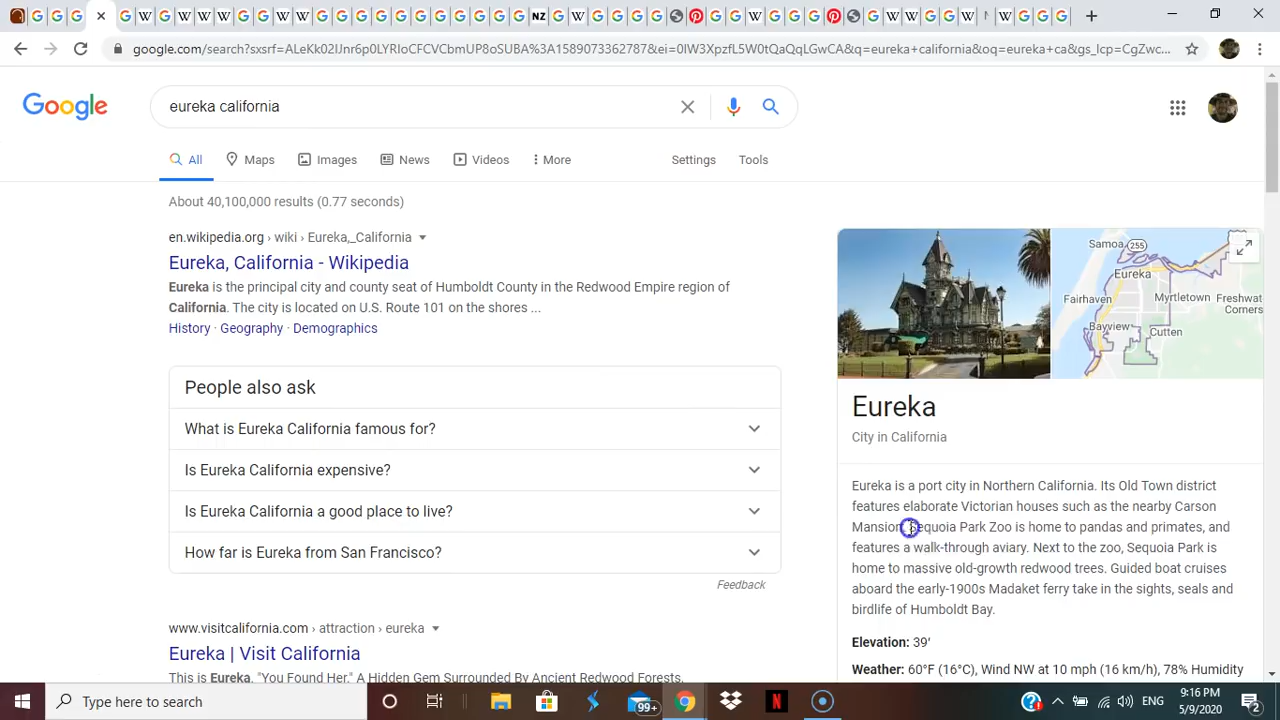 google.com/search?sxsrf=ALeKk02IJnr6p0LYRIoCFCVCbmUP8oSUBA%3A1589073362787&ei=0lW3XpzfL5W0tQaQqLGwCA&q=eureka+california&oq=eureka+ca&gs_lcp=CgZwc...
Google
eureka california
All Maps Images News Videos More Settings Tools
About 40,100,000 results (0.77 seconds)
en.wikipedia.org › wiki › Eureka,_California
Eureka, California - Wikipedia
Eureka is the principal city and county seat of Humboldt County in the Redwood Empire region of
California. The city is located on U.S. Route 101 on the shores ...
History · Geography · Demographics
People also ask
What is Eureka California famous for?
Is Eureka California expensive?
Is Eureka California a good place to live?
How far is Eureka from San Francisco?
Feedback
www.visitcalifornia.com › attraction › eureka
Eureka | Visit California
This is Eureka. "You Found Her." A Hidden Gem Surrounded By Ancient Redwood Forests.
Samoa
255
Eureka
Fairhaven
Myrtletown
Freshwat
Corners
Bayview
Cutten
Eureka
City in California
Eureka is a port city in Northern California. Its Old Town district
features elaborate Victorian houses such as the nearby Carson
Mansion. Sequoia Park Zoo is home to pandas and primates, and
features a walk-through aviary. Next to the zoo, Sequoia Park is
home to massive old-growth redwood trees. Guided boat cruises
aboard the early-1900s Madaket ferry take in the sights, seals and
birdlife of Humboldt Bay.
Elevation: 39′
Weather: 60°F (16°C), Wind NW at 10 mph (16 km/h), 78% Humidity
Type here to search
99+
ENG
9:16 PM
5/9/2020
2